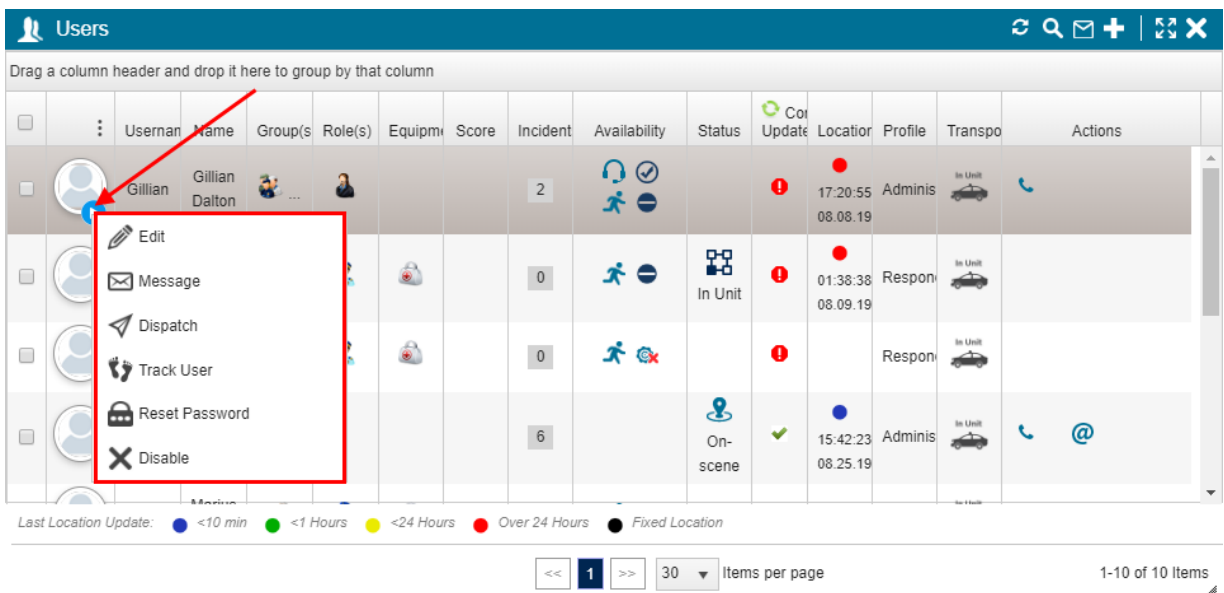 Users
Drag a column header and drop it here to group by that column
Usernan Name Group(s Role(s) Equipme Score Incident Availability Status Cor Update Location Profile Transpo Actions
Gillian Gillian Dalton ... 2 17:20:55 08.08.19 Adminis In Unit
Edit
Message
Dispatch
Track User
Reset Password
Disable
0 In Unit 01:38:38 08.09.19 Respon In Unit
0 Respon In Unit
6 On-scene 15:42:23 08.25.19 Adminis In Unit @
Last Location Update: <10 min <1 Hours <24 Hours Over 24 Hours Fixed Location
<< 1 >> 30 Items per page 1-10 of 10 Items